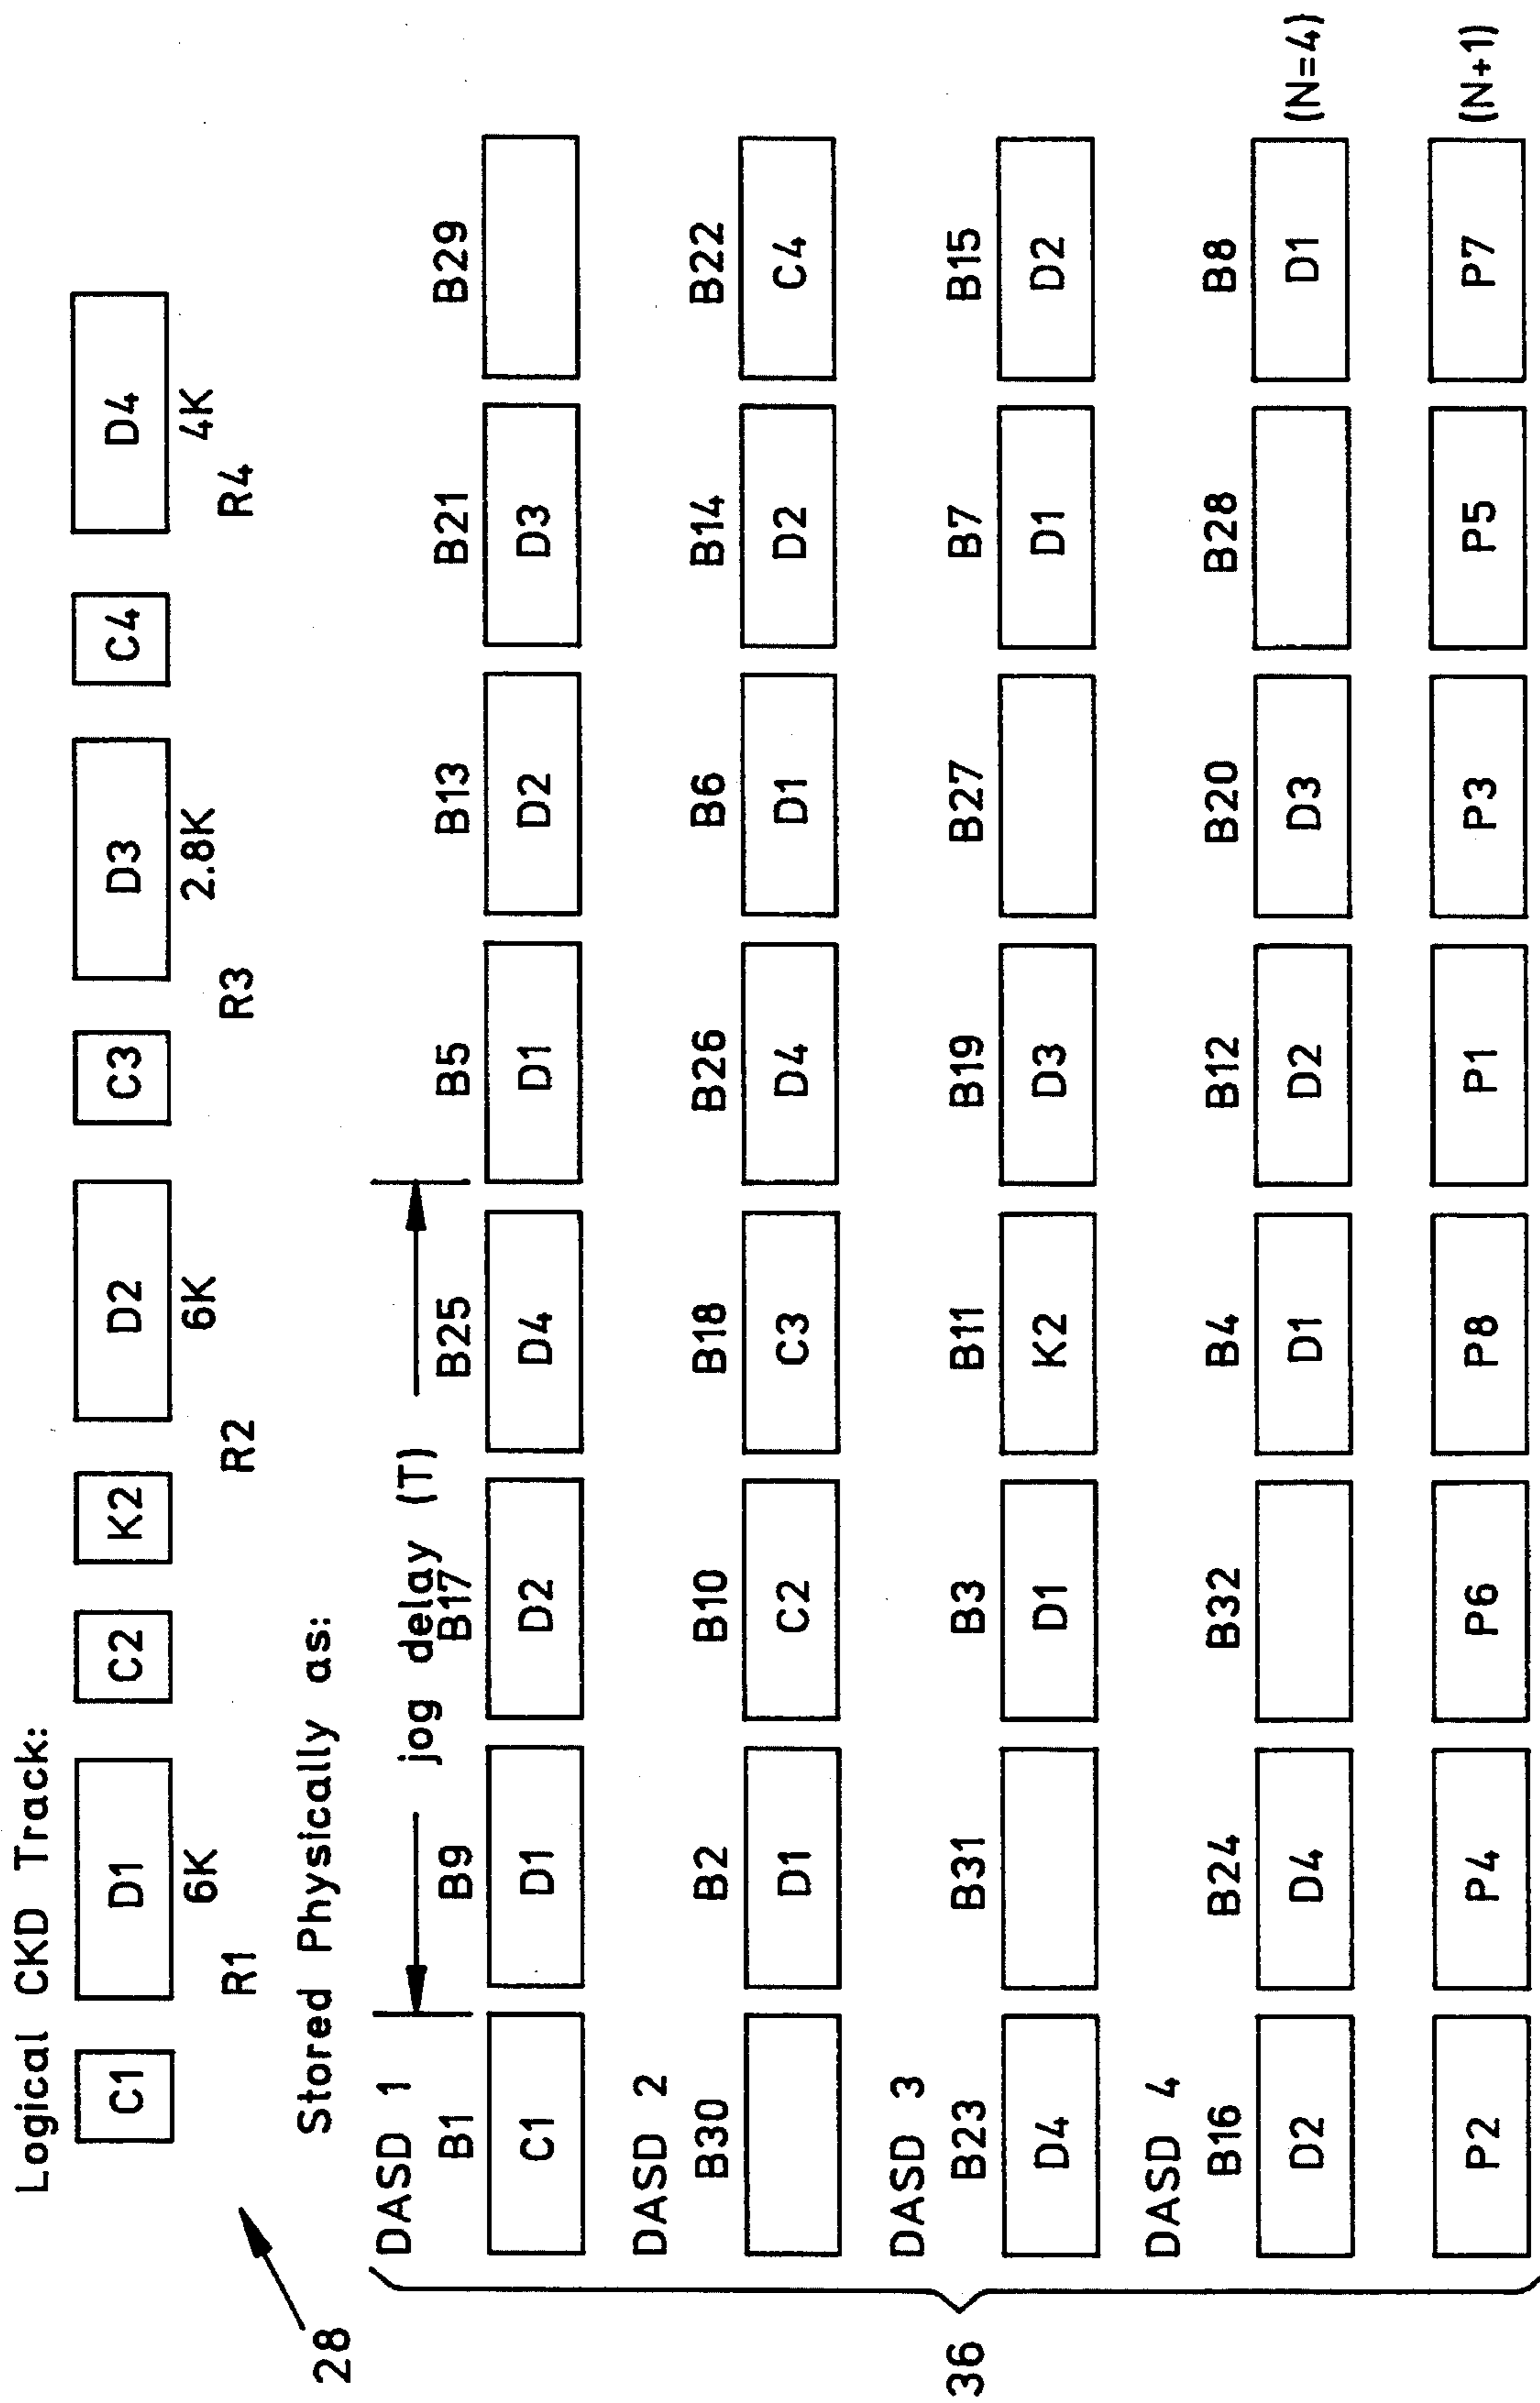 Logical CKD Track:
C1 D1 C2 K2 D2 C3 D3 C4 D4
6K 6K 2.8K 4K
R1 R2 R3 R4
28
Stored Physically as:
jog delay (T)
DASD 1
B1 B9 B17 B25 B5 B13 B21 B29
C1 D1 D2 D4 D1 D2 D3
DASD 2
B30 B2 B10 B18 B26 B6 B14 B22
D1 C2 C3 D4 D1 D2 C4
DASD 3
B23 B31 B3 B11 B19 B27 B7 B15
D4 D1 K2 D3 D1 D2
DASD 4
B16 B24 B32 B4 B12 B20 B28 B8
D2 D4 D1 D2 D3 D1 (N=4)
P2 P4 P6 P8 P1 P3 P5 P7 (N+1)
36